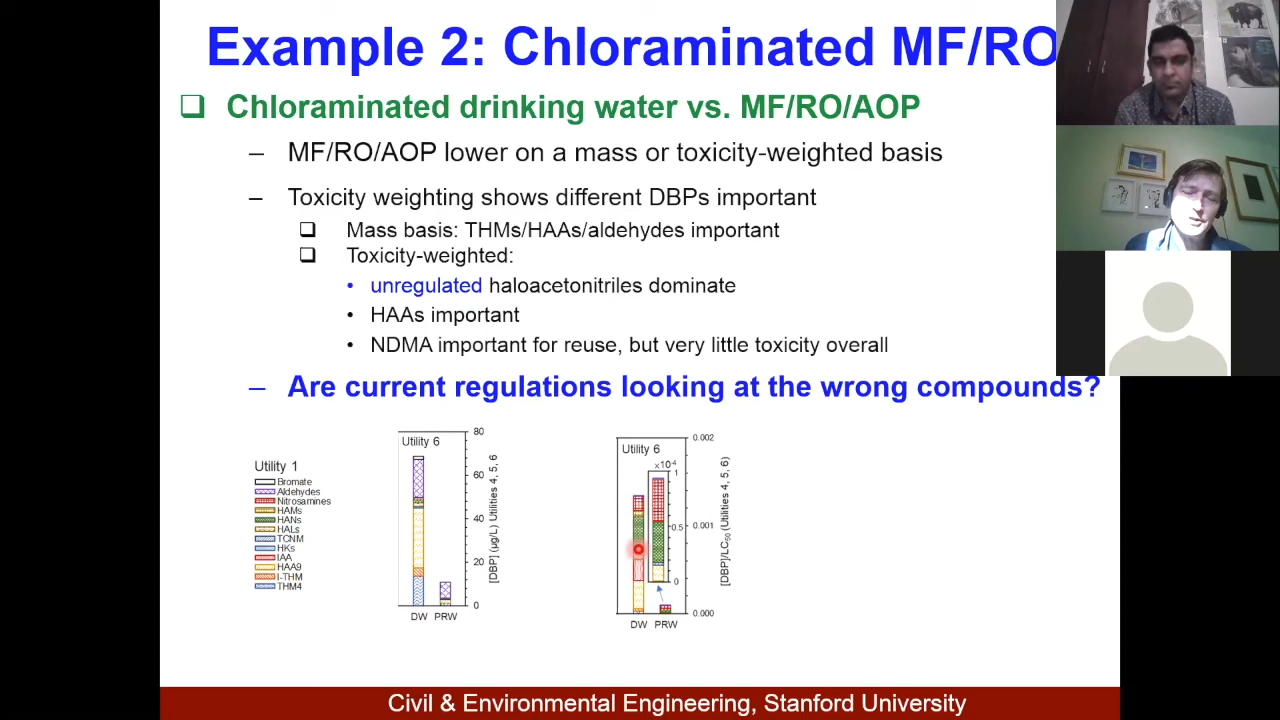 Example 2: Chloraminated MF/RO
❑ Chloraminated drinking water vs. MF/RO/AOP
– MF/RO/AOP lower on a mass or toxicity-weighted basis
– Toxicity weighting shows different DBPs important
❑ Mass basis: THMs/HAAs/aldehydes important
❑ Toxicity-weighted:
• unregulated haloacetonitriles dominate
• HAAs important
• NDMA important for reuse, but very little toxicity overall
– Are current regulations looking at the wrong compounds?
Utility 1
Bromate
Aldehydes
Nitrosamines
HAMs
HANs
HALs
TCNM
HKs
IAA
HAA9
I-THM
THM4
Utility 6
80
60
40
20
0
[DBP] (µg/L) Utilities 4, 5, 6
DW PRW
Utility 6
x10⁻⁴
1
0.5
0
0.002
0.001
0.000
[DBP]/LC₅₀ (Utilities 4, 5, 6)
DW PRW
Civil & Environmental Engineering, Stanford University